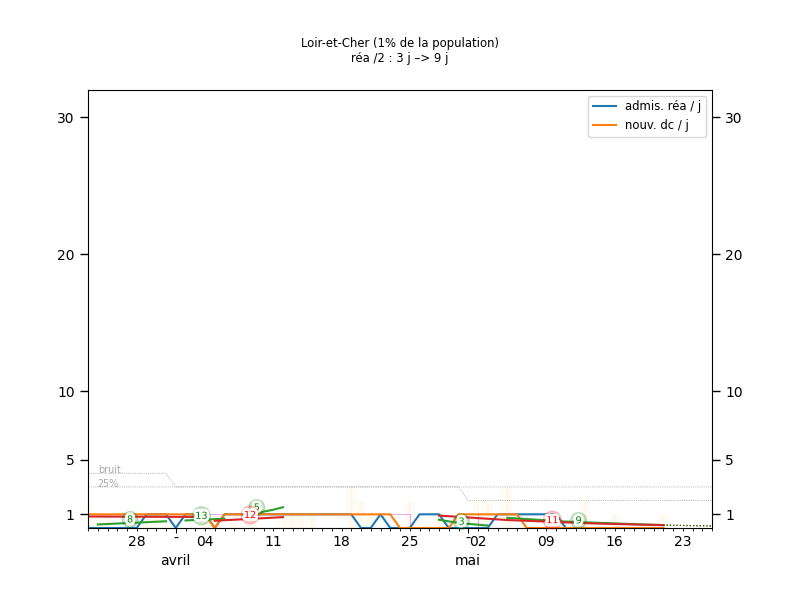 Loir-et-Cher (1% de la population)
réa /2 : 3 j –> 9 j
admis. réa / j
nouv. dc / j
30 30
20 20
10 10
5 5
bruit
25%
1 1
8 13 5 12 3 11 9
28 04 11 18 25 02 09 16 23
avril mai